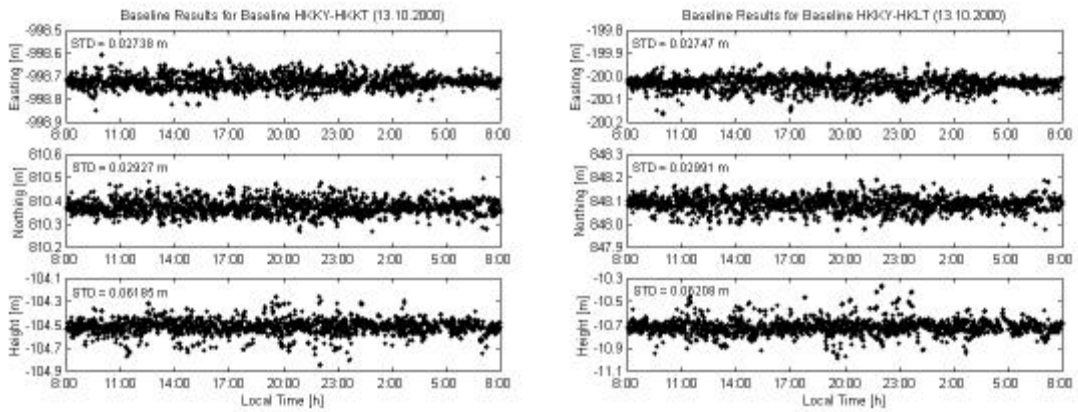 Baseline Results for Baseline HKKY-HKKT (13.10.2000)
-998.5
-998.6
-998.7
-998.8
-998.9
Easting [m]
STD = 0.02738 m
8:00 11:00 14:00 17:00 20:00 23:00 2:00 5:00 8:00
810.6
810.5
810.4
810.3
810.2
Northing [m]
STD = 0.02927 m
8:00 11:00 14:00 17:00 20:00 23:00 2:00 5:00 8:00
-104.1
-104.3
-104.5
-104.7
-104.9
Height [m]
STD = 0.06185 m
8:00 11:00 14:00 17:00 20:00 23:00 2:00 5:00 8:00
Local Time [h]
Baseline Results for Baseline HKKY-HKLT (13.10.2000)
-199.8
-199.9
-200.0
-200.1
-200.2
Easting [m]
STD = 0.02747 m
8:00 11:00 14:00 17:00 20:00 23:00 2:00 5:00 8:00
848.3
848.2
848.1
848.0
847.9
Northing [m]
STD = 0.02991 m
8:00 11:00 14:00 17:00 20:00 23:00 2:00 5:00 8:00
-10.3
-10.5
-10.7
-10.9
-11.1
Height [m]
STD = 0.06208 m
8:00 11:00 14:00 17:00 20:00 23:00 2:00 5:00 8:00
Local Time [h]